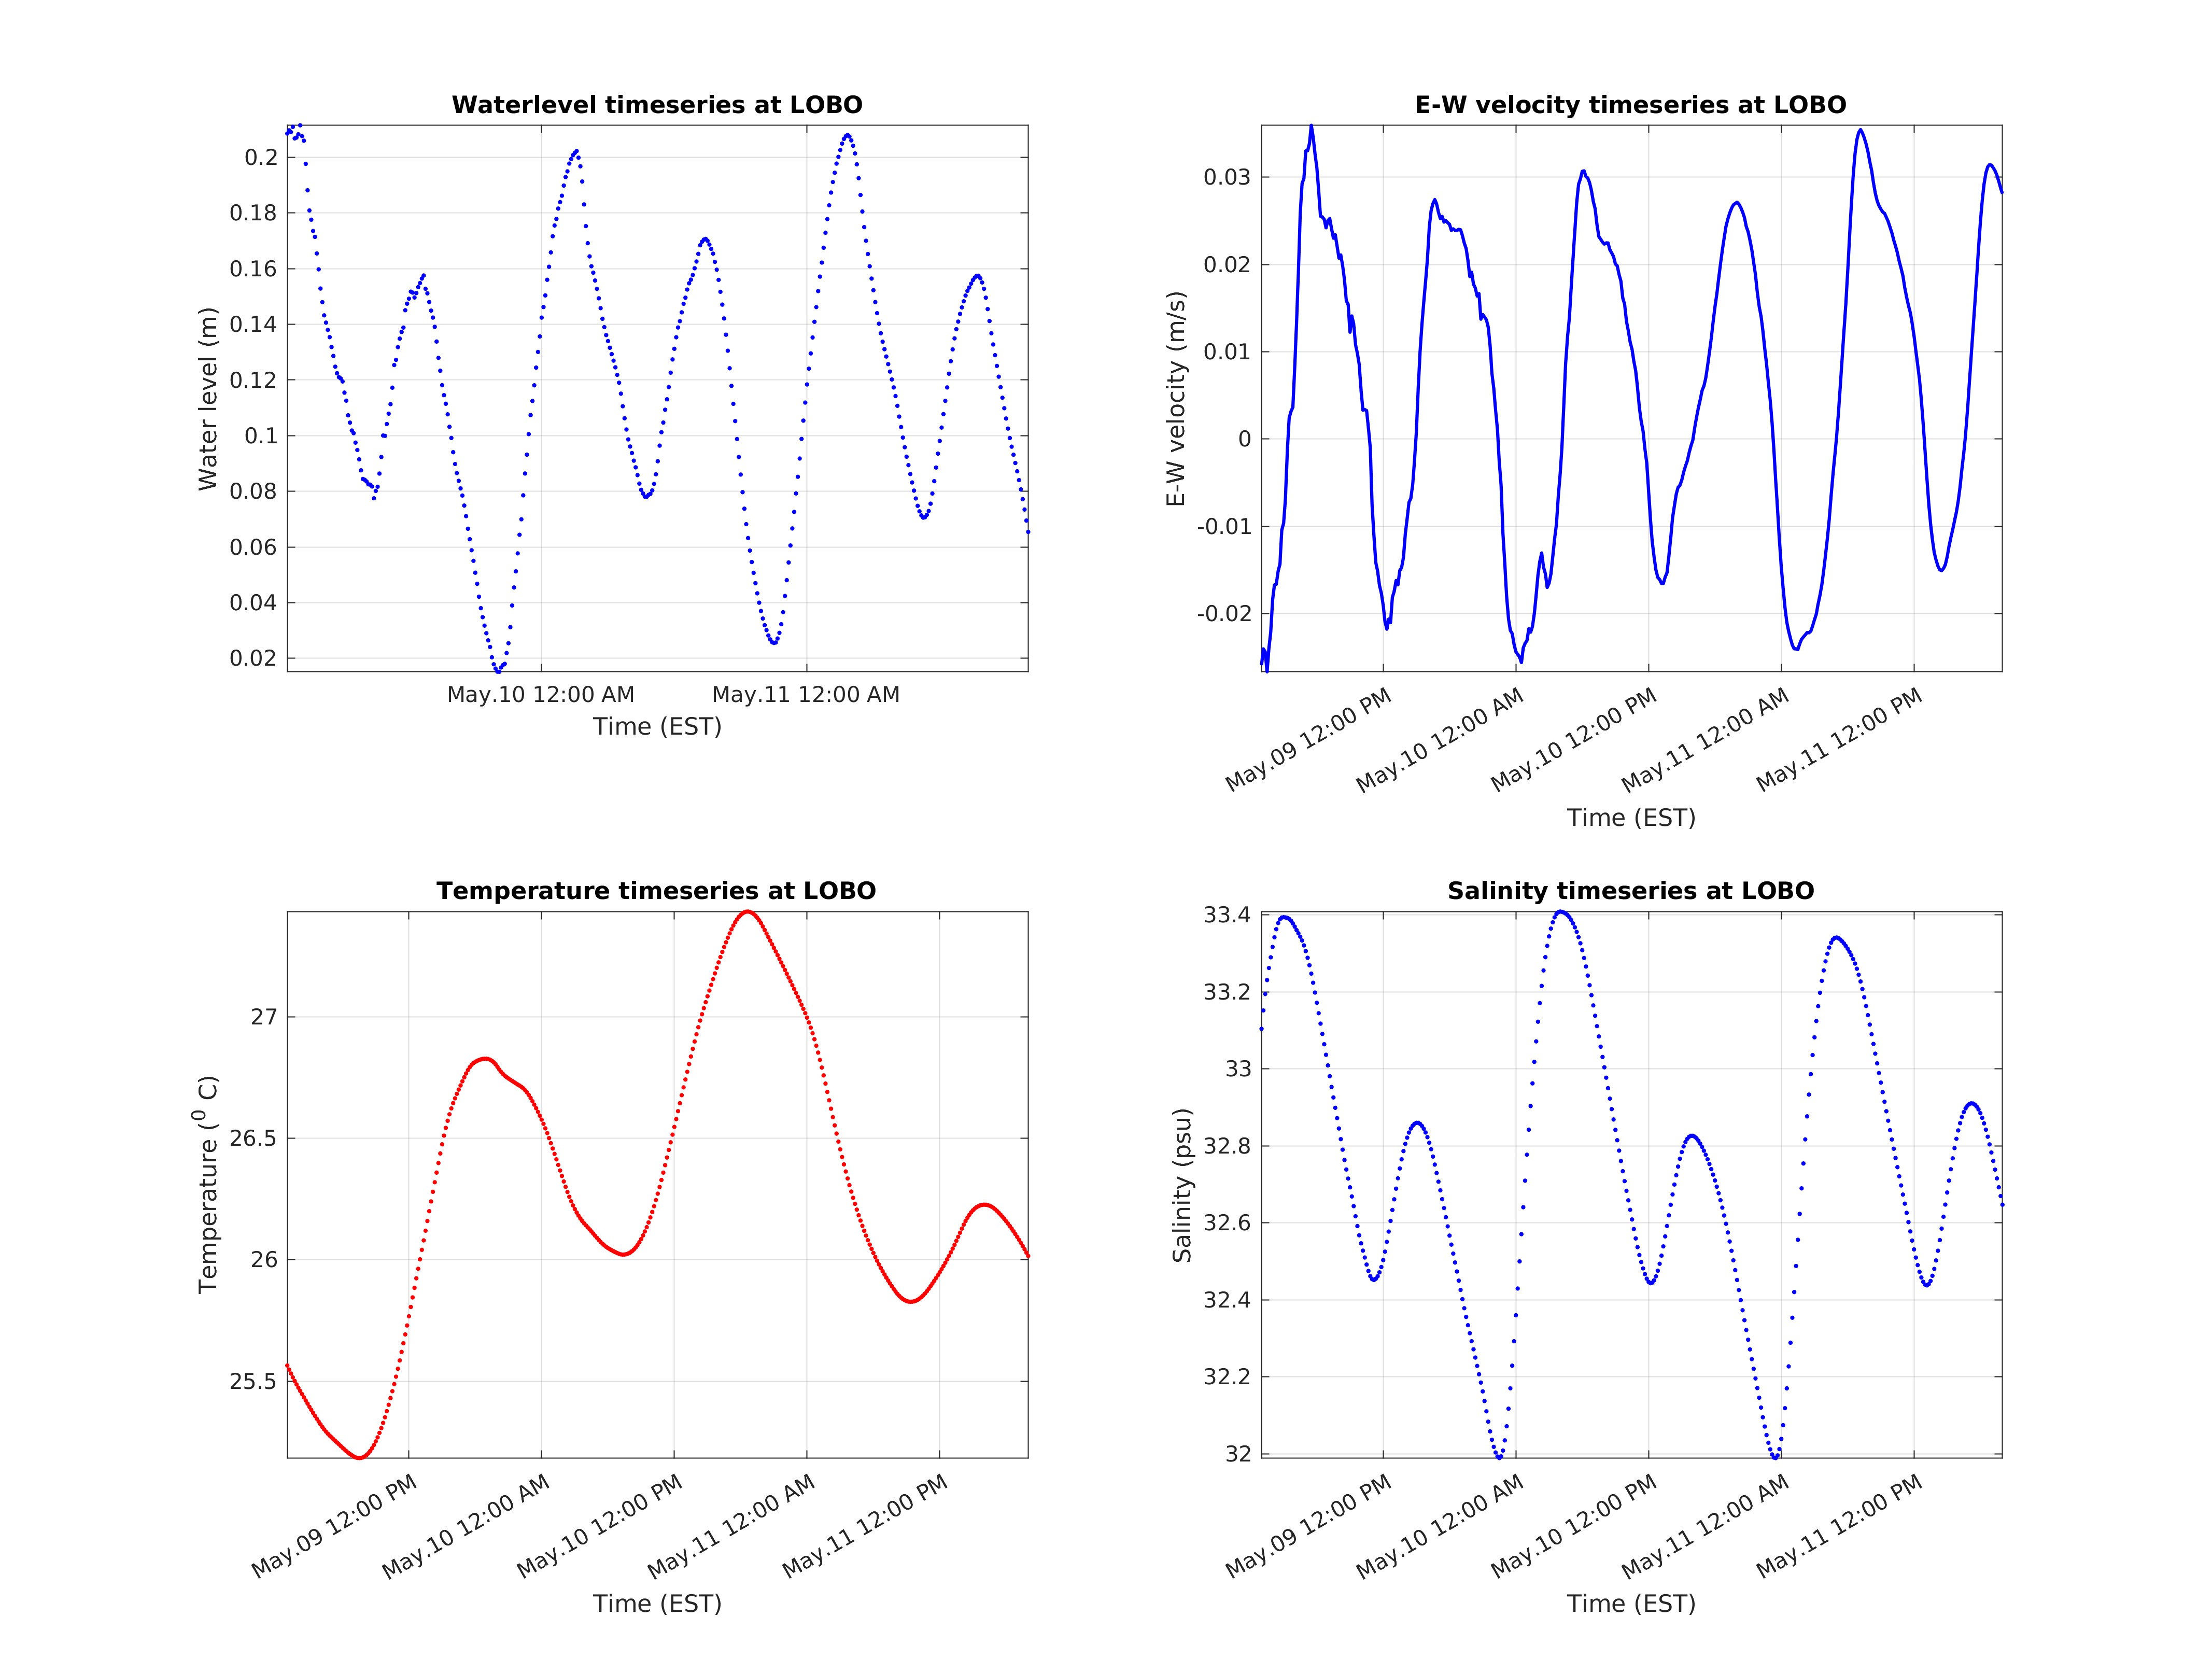 Waterlevel timeseries at LOBO
0.2
0.18
0.16
0.14
0.12
0.1
0.08
0.06
0.04
0.02
Water level (m)
May.10 12:00 AM May.11 12:00 AM
Time (EST)
E-W velocity timeseries at LOBO
0.03
0.02
0.01
0
-0.01
-0.02
E-W velocity (m/s)
May.09 12:00 PM
May.10 12:00 AM
May.10 12:00 PM
May.11 12:00 AM
May.11 12:00 PM
Time (EST)
Temperature timeseries at LOBO
27
26.5
26
25.5
Temperature (⁰ C)
May.09 12:00 PM
May.10 12:00 AM
May.10 12:00 PM
May.11 12:00 AM
May.11 12:00 PM
Time (EST)
Salinity timeseries at LOBO
33.4
33.2
33
32.8
32.6
32.4
32.2
32
Salinity (psu)
May.09 12:00 PM
May.10 12:00 AM
May.10 12:00 PM
May.11 12:00 AM
May.11 12:00 PM
Time (EST)